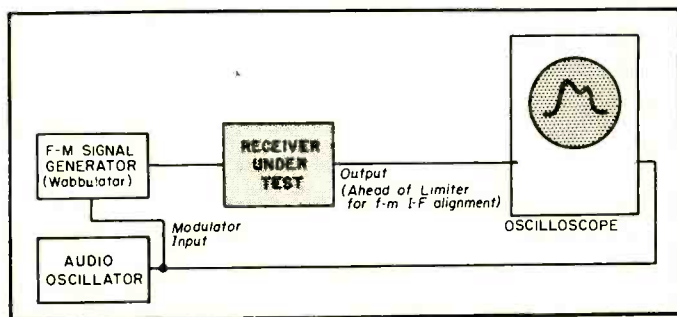 F-M SIGNAL
GENERATOR
(Wabbulator)
RECEIVER
UNDER
TEST
Output
(Ahead of Limiter
for f-m I-F alignment)
OSCILLOSCOPE
Modulator
Input
AUDIO
OSCILLATOR